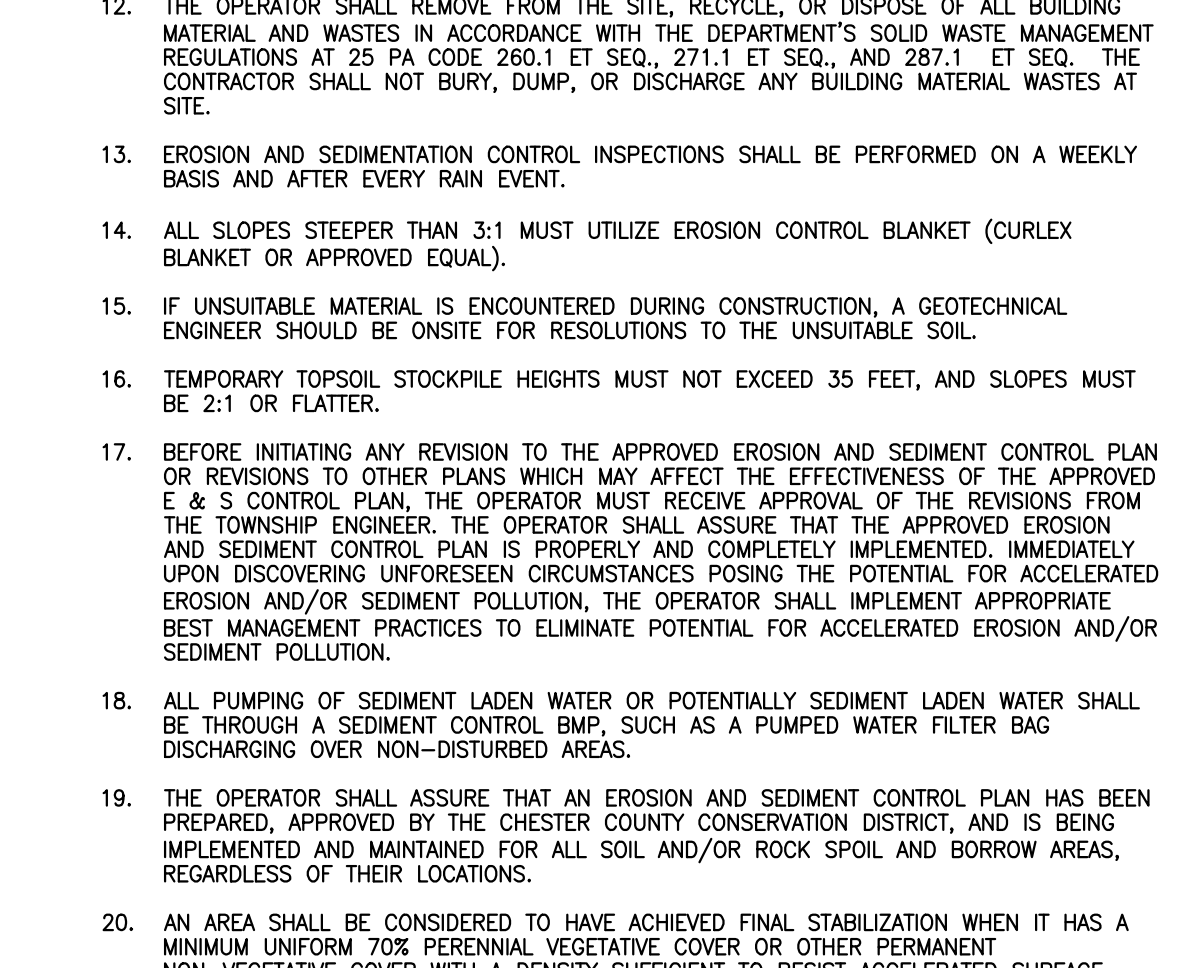 12. THE OPERATOR SHALL REMOVE FROM THE SITE, RECYCLE, OR DISPOSE OF ALL BUILDING
MATERIAL AND WASTES IN ACCORDANCE WITH THE DEPARTMENT'S SOLID WASTE MANAGEMENT
REGULATIONS AT 25 PA CODE 260.1 ET SEQ., 271.1 ET SEQ., AND 287.1 ET SEQ. THE
CONTRACTOR SHALL NOT BURY, DUMP, OR DISCHARGE ANY BUILDING MATERIAL WASTES AT
SITE.
13. EROSION AND SEDIMENTATION CONTROL INSPECTIONS SHALL BE PERFORMED ON A WEEKLY
BASIS AND AFTER EVERY RAIN EVENT.
14. ALL SLOPES STEEPER THAN 3:1 MUST UTILIZE EROSION CONTROL BLANKET (CURLEX
BLANKET OR APPROVED EQUAL).
15. IF UNSUITABLE MATERIAL IS ENCOUNTERED DURING CONSTRUCTION, A GEOTECHNICAL
ENGINEER SHOULD BE ONSITE FOR RESOLUTIONS TO THE UNSUITABLE SOIL.
16. TEMPORARY TOPSOIL STOCKPILE HEIGHTS MUST NOT EXCEED 35 FEET, AND SLOPES MUST
BE 2:1 OR FLATTER.
17. BEFORE INITIATING ANY REVISION TO THE APPROVED EROSION AND SEDIMENT CONTROL PLAN
OR REVISIONS TO OTHER PLANS WHICH MAY AFFECT THE EFFECTIVENESS OF THE APPROVED
E & S CONTROL PLAN, THE OPERATOR MUST RECEIVE APPROVAL OF THE REVISIONS FROM
THE TOWNSHIP ENGINEER. THE OPERATOR SHALL ASSURE THAT THE APPROVED EROSION
AND SEDIMENT CONTROL PLAN IS PROPERLY AND COMPLETELY IMPLEMENTED. IMMEDIATELY
UPON DISCOVERING UNFORESEEN CIRCUMSTANCES POSING THE POTENTIAL FOR ACCELERATED
EROSION AND/OR SEDIMENT POLLUTION, THE OPERATOR SHALL IMPLEMENT APPROPRIATE
BEST MANAGEMENT PRACTICES TO ELIMINATE POTENTIAL FOR ACCELERATED EROSION AND/OR
SEDIMENT POLLUTION.
18. ALL PUMPING OF SEDIMENT LADEN WATER OR POTENTIALLY SEDIMENT LADEN WATER SHALL
BE THROUGH A SEDIMENT CONTROL BMP, SUCH AS A PUMPED WATER FILTER BAG
DISCHARGING OVER NON-DISTURBED AREAS.
19. THE OPERATOR SHALL ASSURE THAT AN EROSION AND SEDIMENT CONTROL PLAN HAS BEEN
PREPARED, APPROVED BY THE CHESTER COUNTY CONSERVATION DISTRICT, AND IS BEING
IMPLEMENTED AND MAINTAINED FOR ALL SOIL AND/OR ROCK SPOIL AND BORROW AREAS,
REGARDLESS OF THEIR LOCATIONS.
20. AN AREA SHALL BE CONSIDERED TO HAVE ACHIEVED FINAL STABILIZATION WHEN IT HAS A
MINIMUM UNIFORM 70% PERENNIAL VEGETATIVE COVER OR OTHER PERMANENT
NON-VEGETATIVE COVER WITH A DENSITY SUFFICIENT TO RESIST ACCELERATED SURFACE